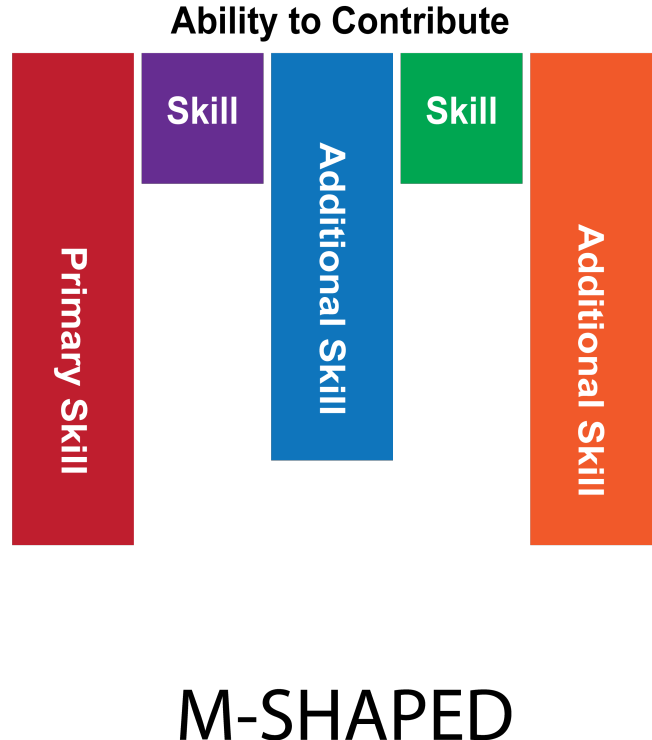 Ability to Contribute
Primary Skill
Skill
Additional Skill
Skill
Additional Skill
M-SHAPED